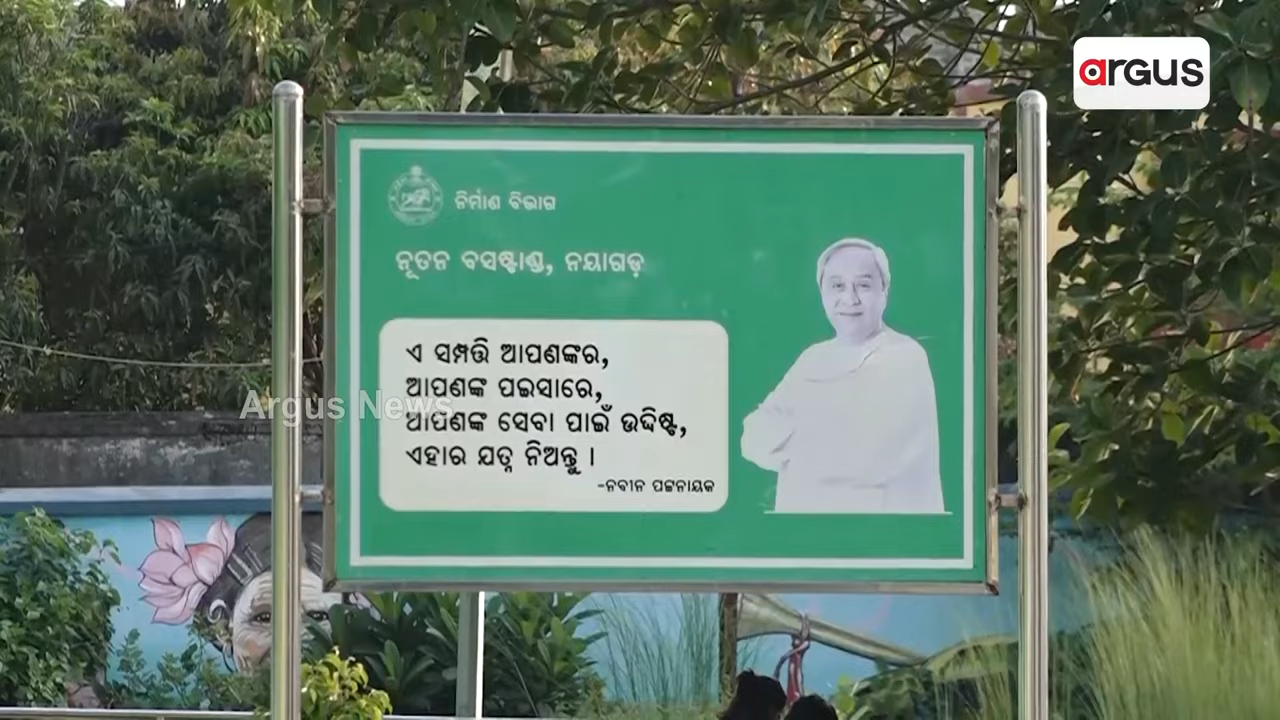 argus
ନିର୍ମାଣ ବିଭାଗ
ନୂତନ ବସଷ୍ଟାଣ୍ଡ, ନୟାଗଡ଼
ଏ ସମ୍ପତ୍ତି ଆପଣଙ୍କର,
ଆପଣଙ୍କ ପଇସାରେ,
Argus News
ଆପଣଙ୍କ ସେବା ପାଇଁ ଉଦ୍ଦିଷ୍ଟ,
ଏହାର ଯତ୍ନ ନିଅନ୍ତୁ ।
-ନବୀନ ପଟ୍ଟନାୟକ